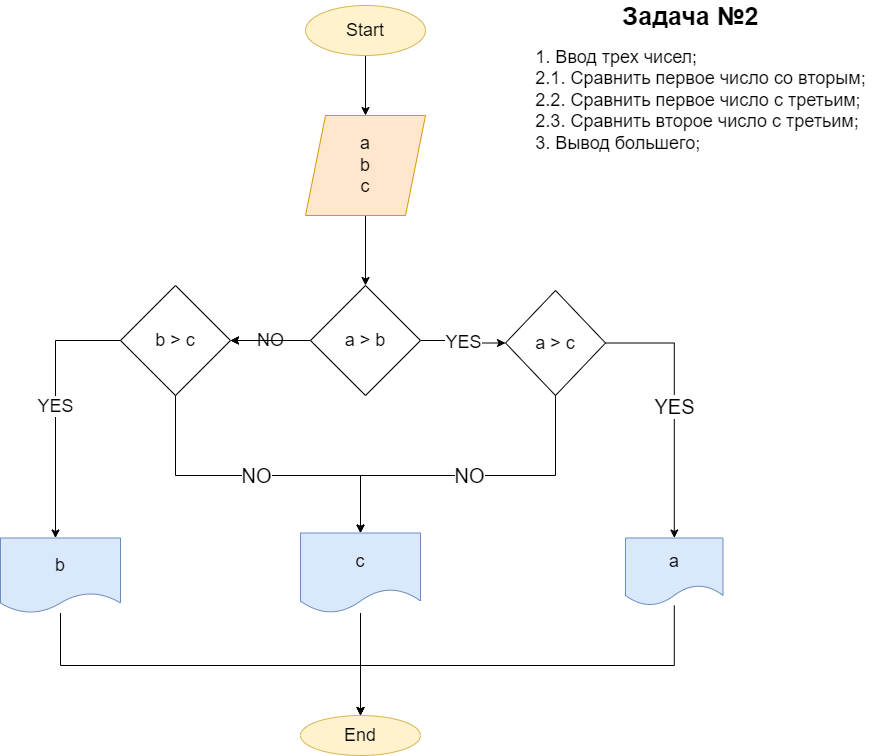 Задача №2
Start
1. Ввод трех чисел;
2.1. Сравнить первое число со вторым;
2.2. Сравнить первое число с третьим;
2.3. Сравнить второе число с третьим;
3. Вывод большего;
a
b
c
b > c
NO
a > b
YES
a > c
YES
YES
NO
NO
b
c
a
End